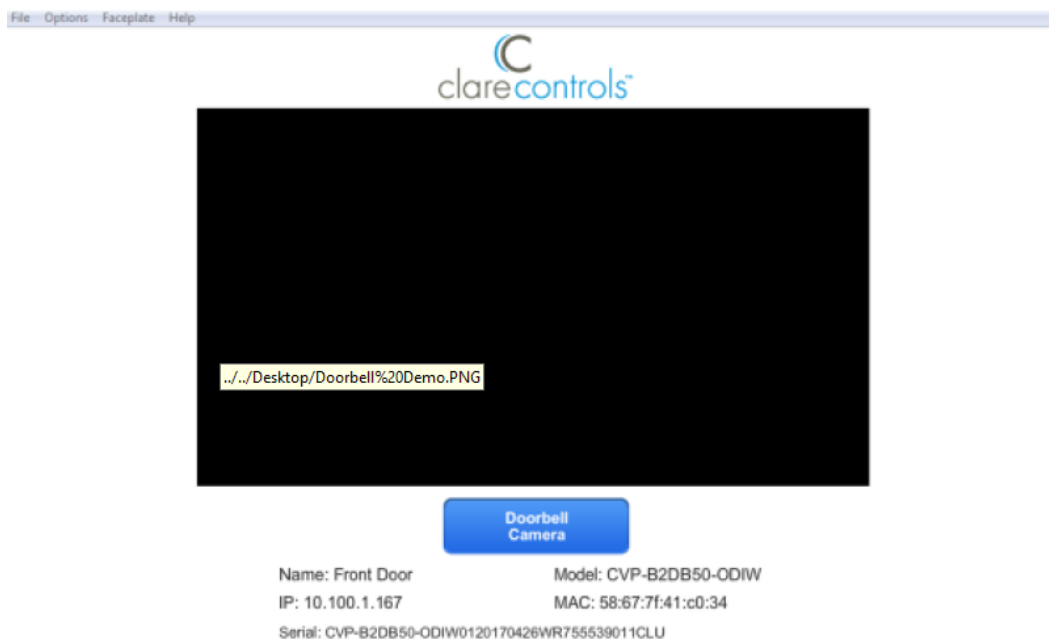 File Options Faceplate Help
clarecontrols™
../../Desktop/Doorbell%20Demo.PNG
Doorbell
Camera
Name: Front Door Model: CVP-B2DB50-ODIW
IP: 10.100.1.167 MAC: 58:67:7f:41:c0:34
Serial: CVP-B2DB50-ODIW0120170426WR755539011CLU